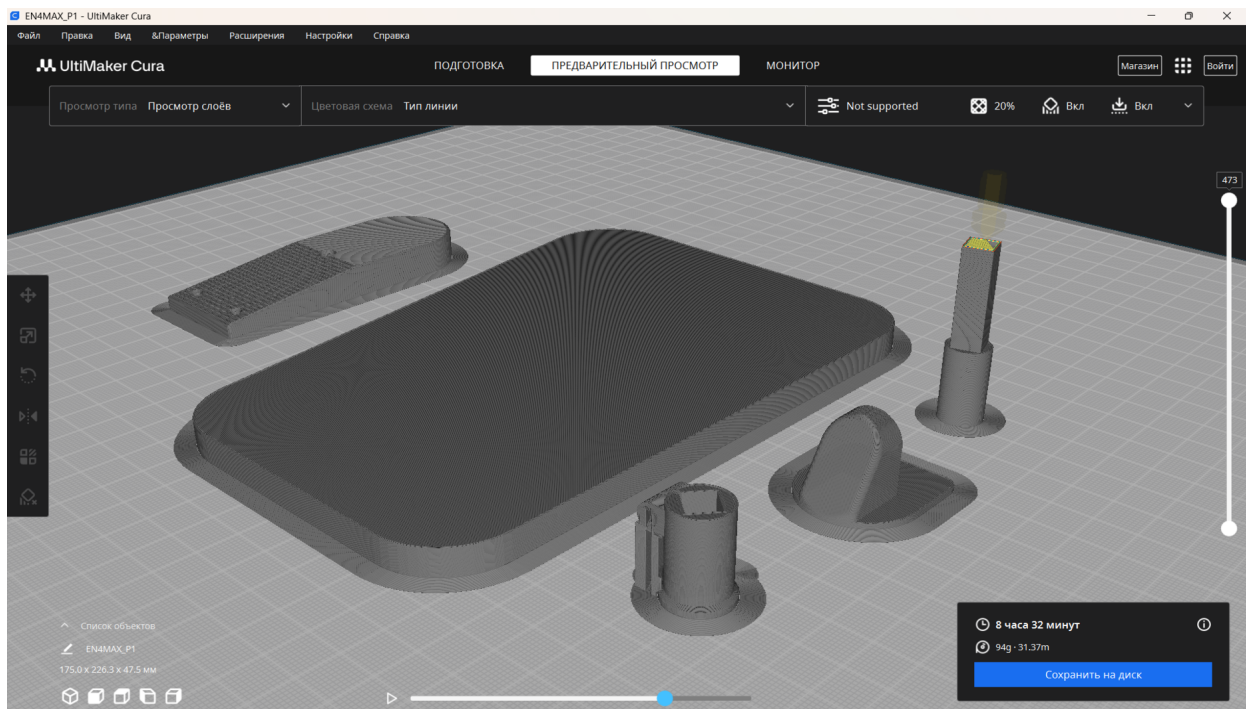 EN4MAX_P1 - UltiMaker Cura
Файл Правка Вид &Параметры Расширения Настройки Справка
UltiMaker Cura
ПОДГОТОВКА ПРЕДВАРИТЕЛЬНЫЙ ПРОСМОТР МОНИТОР
Магазин Войти
Просмотр типа Просмотр слоёв Цветовая схема Тип линии Not supported 20% Вкл Вкл
473
Список объектов
EN4MAX_P1
175.0 x 226.3 x 47.5 мм
8 часа 32 минут
94g · 31.37m
Сохранить на диск